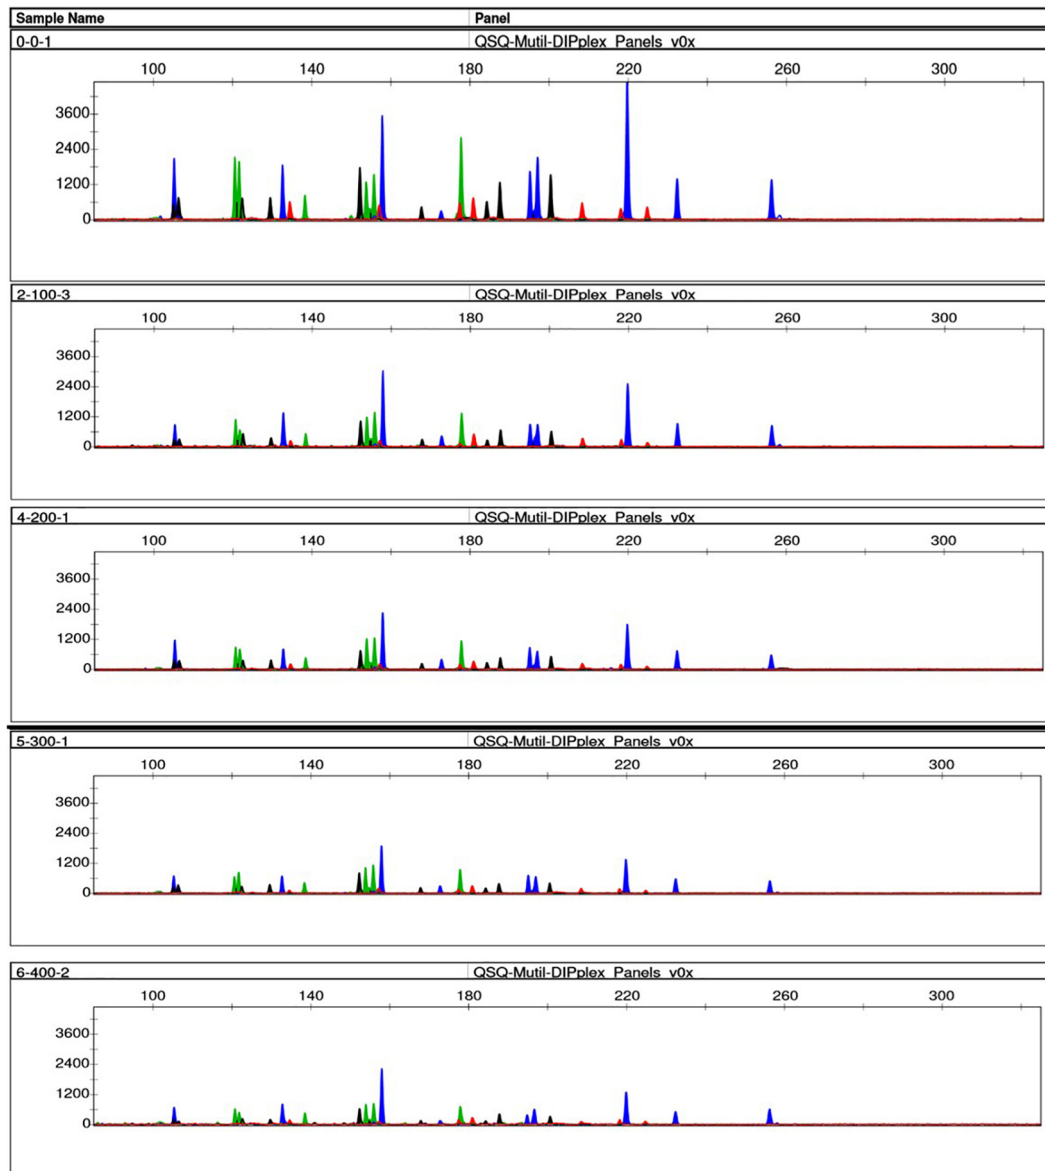 Sample Name Panel
0-0-1 QSQ-Mutil-DIPplex_Panels_v0x
100 140 180 220 260 300
3600
2400
1200
0
2-100-3 QSQ-Mutil-DIPplex_Panels_v0x
100 140 180 220 260 300
3600
2400
1200
0
4-200-1 QSQ-Mutil-DIPplex_Panels_v0x
100 140 180 220 260 300
3600
2400
1200
0
5-300-1 QSQ-Mutil-DIPplex_Panels_v0x
100 140 180 220 260 300
3600
2400
1200
0
6-400-2 QSQ-Mutil-DIPplex_Panels_v0x
100 140 180 220 260 300
3600
2400
1200
0